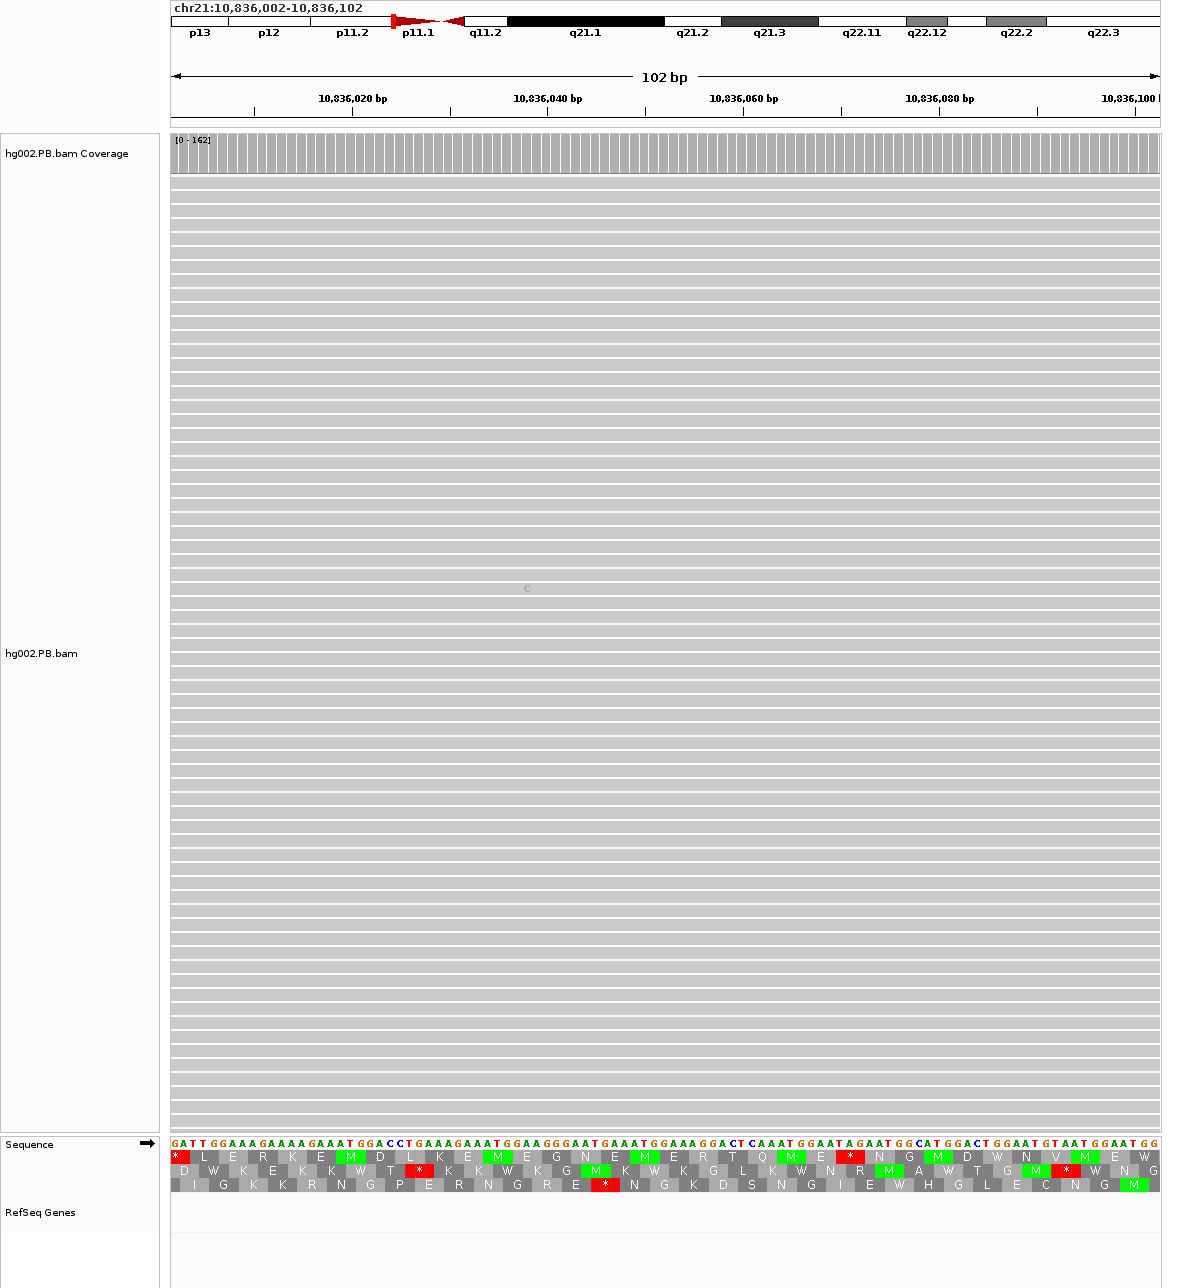 chr21:10,836,002-10,836,102
p13 p12 p11.2 p11.1 q11.2 q21.1 q21.2 q21.3 q22.11 q22.12 q22.2 q22.3
102 bp
10,836,020 bp 10,836,040 bp 10,836,060 bp 10,836,080 bp 10,836,100
[0 - 162]
hg002.PB.bam Coverage
C
hg002.PB.bam
Sequence
GATTGGAAAGAAAAGAAATGGACCTGAAAGAAATGGAAGGGAATGAAATGGAAAGGACTCAAATGGAATAGAATGGCATGGACTGGAATGTAATGGAATGG
* L E R K E M D L K E M E G N E M E R T Q M E * N G M D W N V M E W
D W K E K K W T * K K W K G M K W K G L K W N R M A W T G M * W N G
I G K K R N G P E R N G R E * N G K D S N G I E W H G L E C N G M
RefSeq Genes